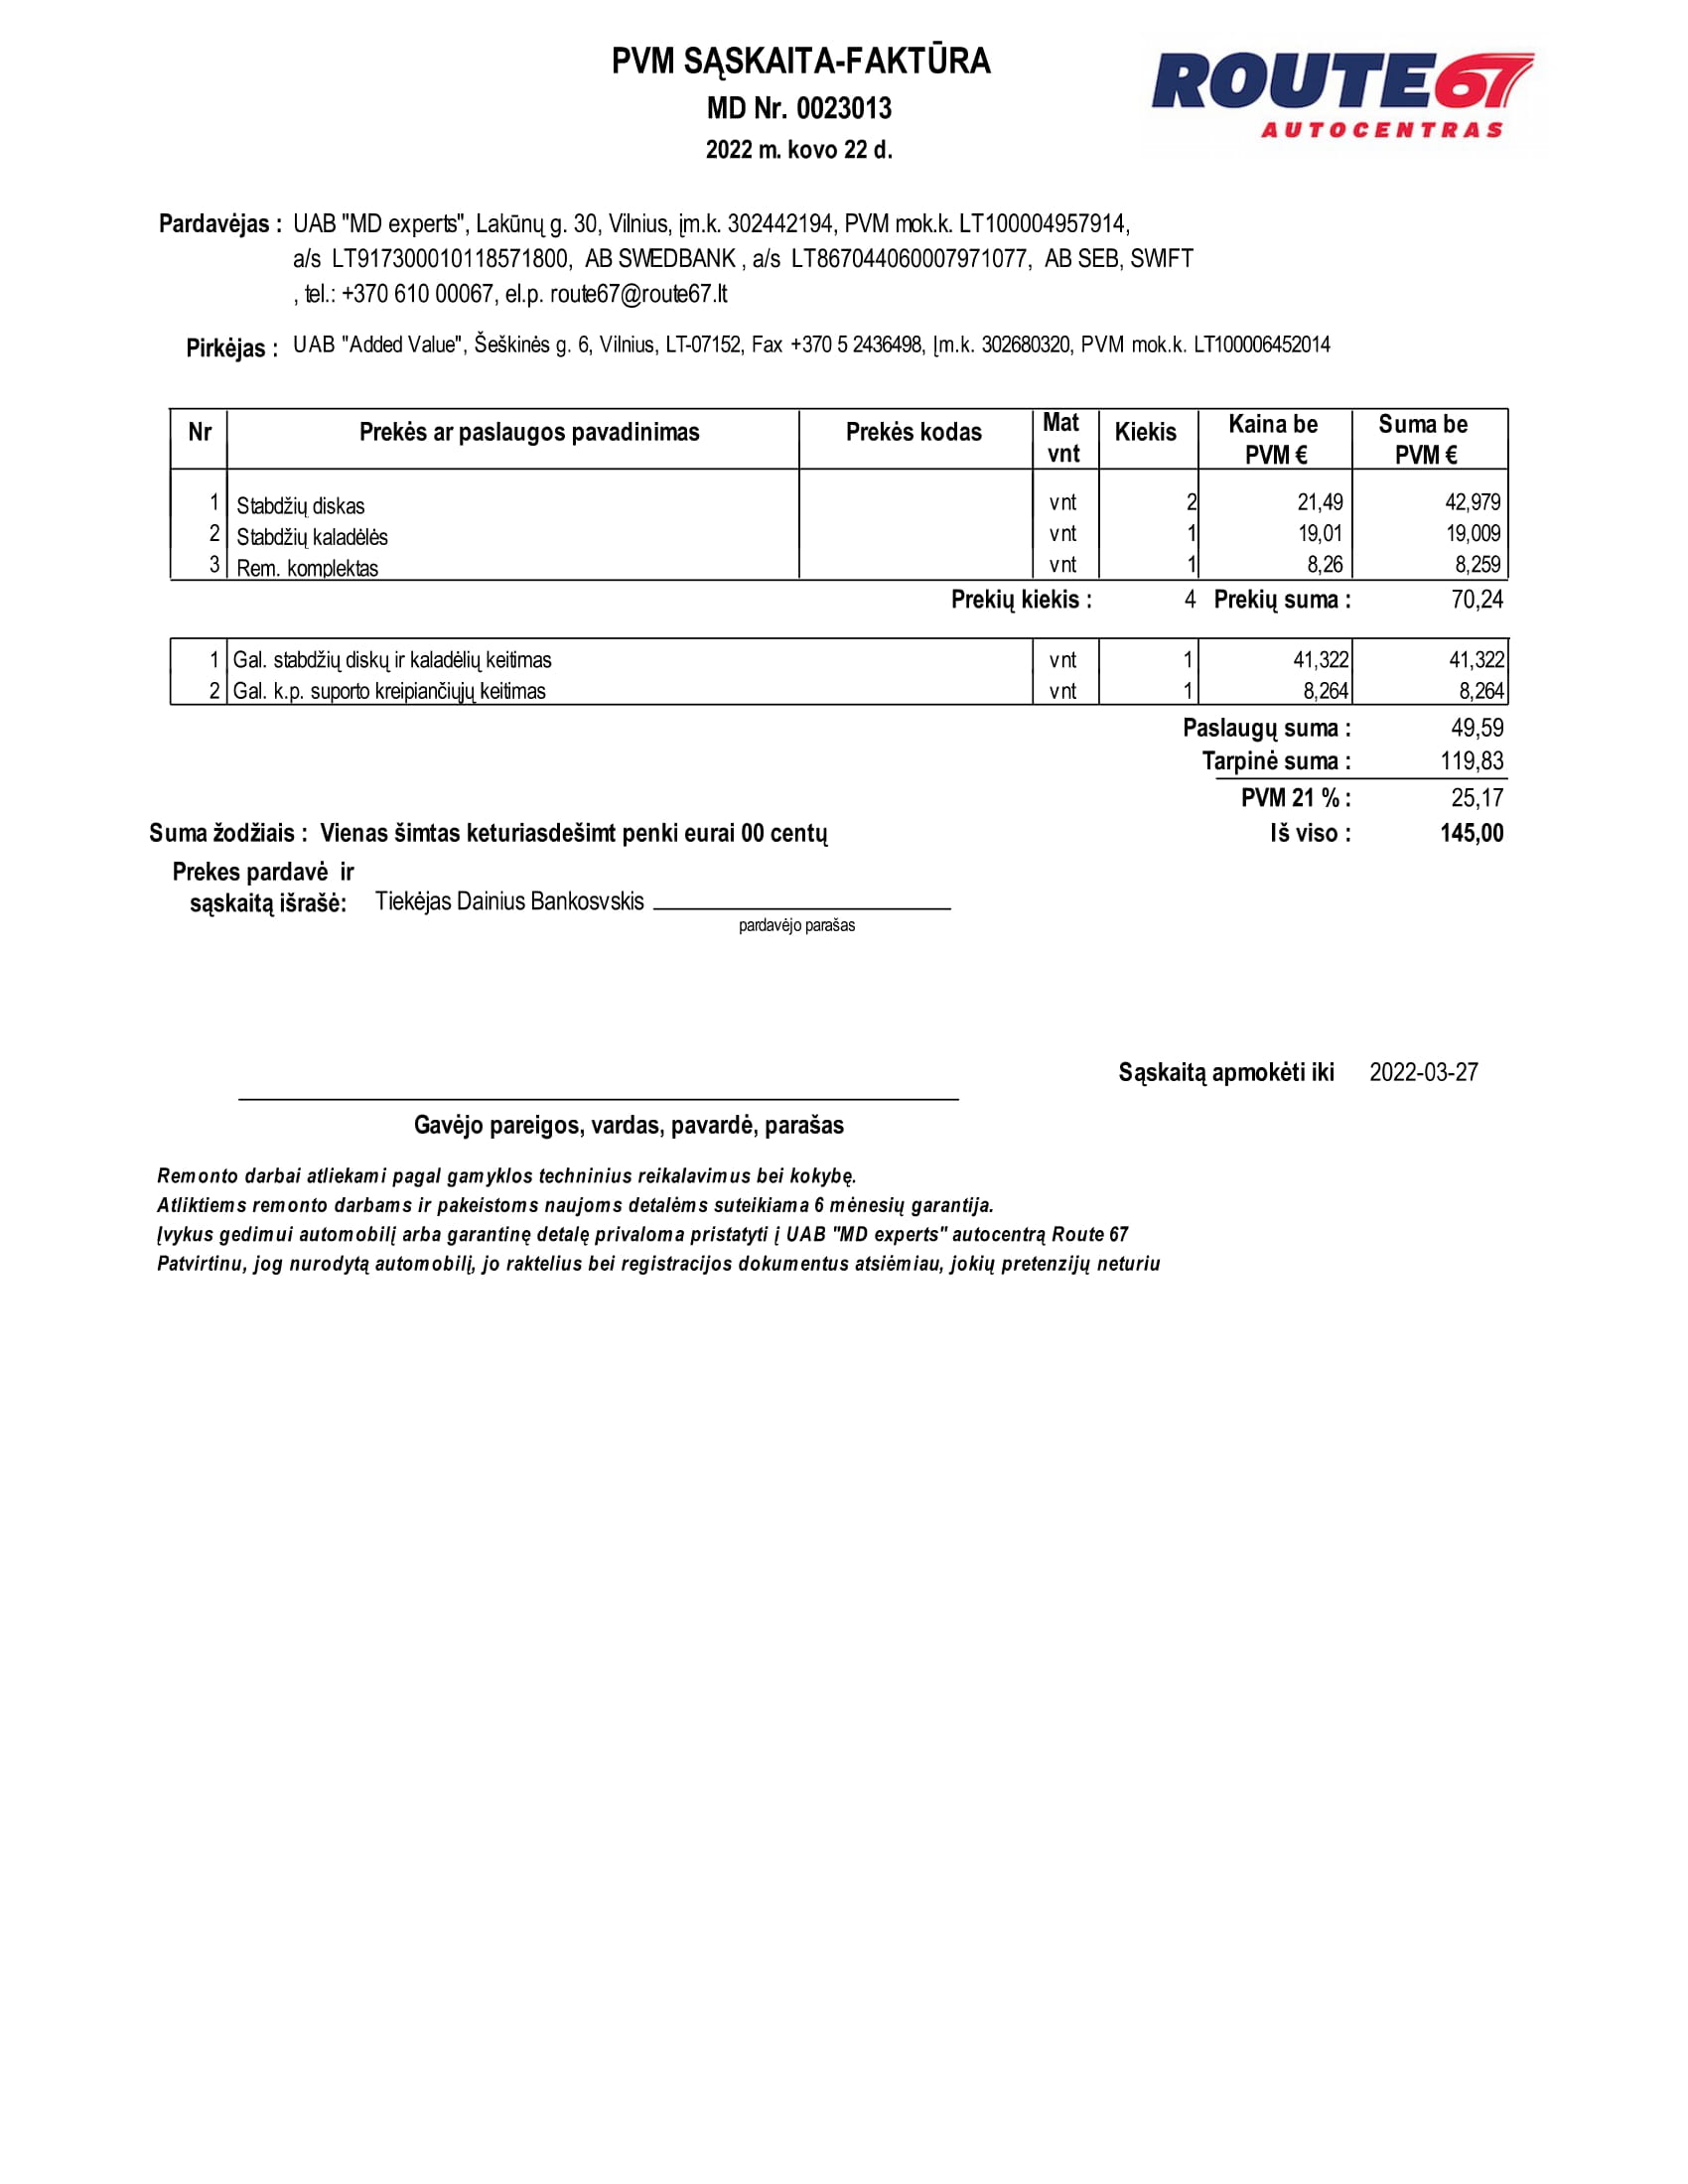 PVM SĄSKAITA-FAKTŪRA
MD Nr. 0023013
2022 m. kovo 22 d.
ROUTE67
AUTOCENTRAS
Pardavėjas : UAB "MD experts", Lakūnų g. 30, Vilnius, įm.k. 302442194, PVM mok.k. LT100004957914,
a/s LT917300010118571800, AB SWEDBANK , a/s LT867044060007971077, AB SEB, SWIFT
, tel.: +370 610 00067, el.p. route67@route67.lt
Pirkėjas : UAB "Added Value", Šeškinės g. 6, Vilnius, LT-07152, Fax +370 5 2436498, Įm.k. 302680320, PVM mok.k. LT100006452014
Nr Prekės ar paslaugos pavadinimas Prekės kodas Mat vnt Kiekis Kaina be PVM € Suma be PVM €
1 Stabdžių diskas vnt 2 21,49 42,979
2 Stabdžių kaladėlės vnt 1 19,01 19,009
3 Rem. komplektas vnt 1 8,26 8,259
Prekių kiekis : 4 Prekių suma : 70,24
1 Gal. stabdžių diskų ir kaladėlių keitimas vnt 1 41,322 41,322
2 Gal. k.p. suporto kreipiančiųjų keitimas vnt 1 8,264 8,264
Paslaugų suma : 49,59
Tarpinė suma : 119,83
PVM 21 % : 25,17
Suma žodžiais : Vienas šimtas keturiasdešimt penki eurai 00 centų Iš viso : 145,00
Prekes pardavė ir
sąskaitą išrašė: Tiekėjas Dainius Bankosvskis
pardavėjo parašas
Sąskaitą apmokėti iki 2022-03-27
Gavėjo pareigos, vardas, pavardė, parašas
Remonto darbai atliekami pagal gamyklos techninius reikalavimus bei kokybę.
Atliktiems remonto darbams ir pakeistoms naujoms detalėms suteikiama 6 mėnesių garantija.
Įvykus gedimui automobilį arba garantinę detalę privaloma pristatyti į UAB "MD experts" autocentrą Route 67
Patvirtinu, jog nurodytą automobilį, jo raktelius bei registracijos dokumentus atsiėmiau, jokių pretenzijų neturiu